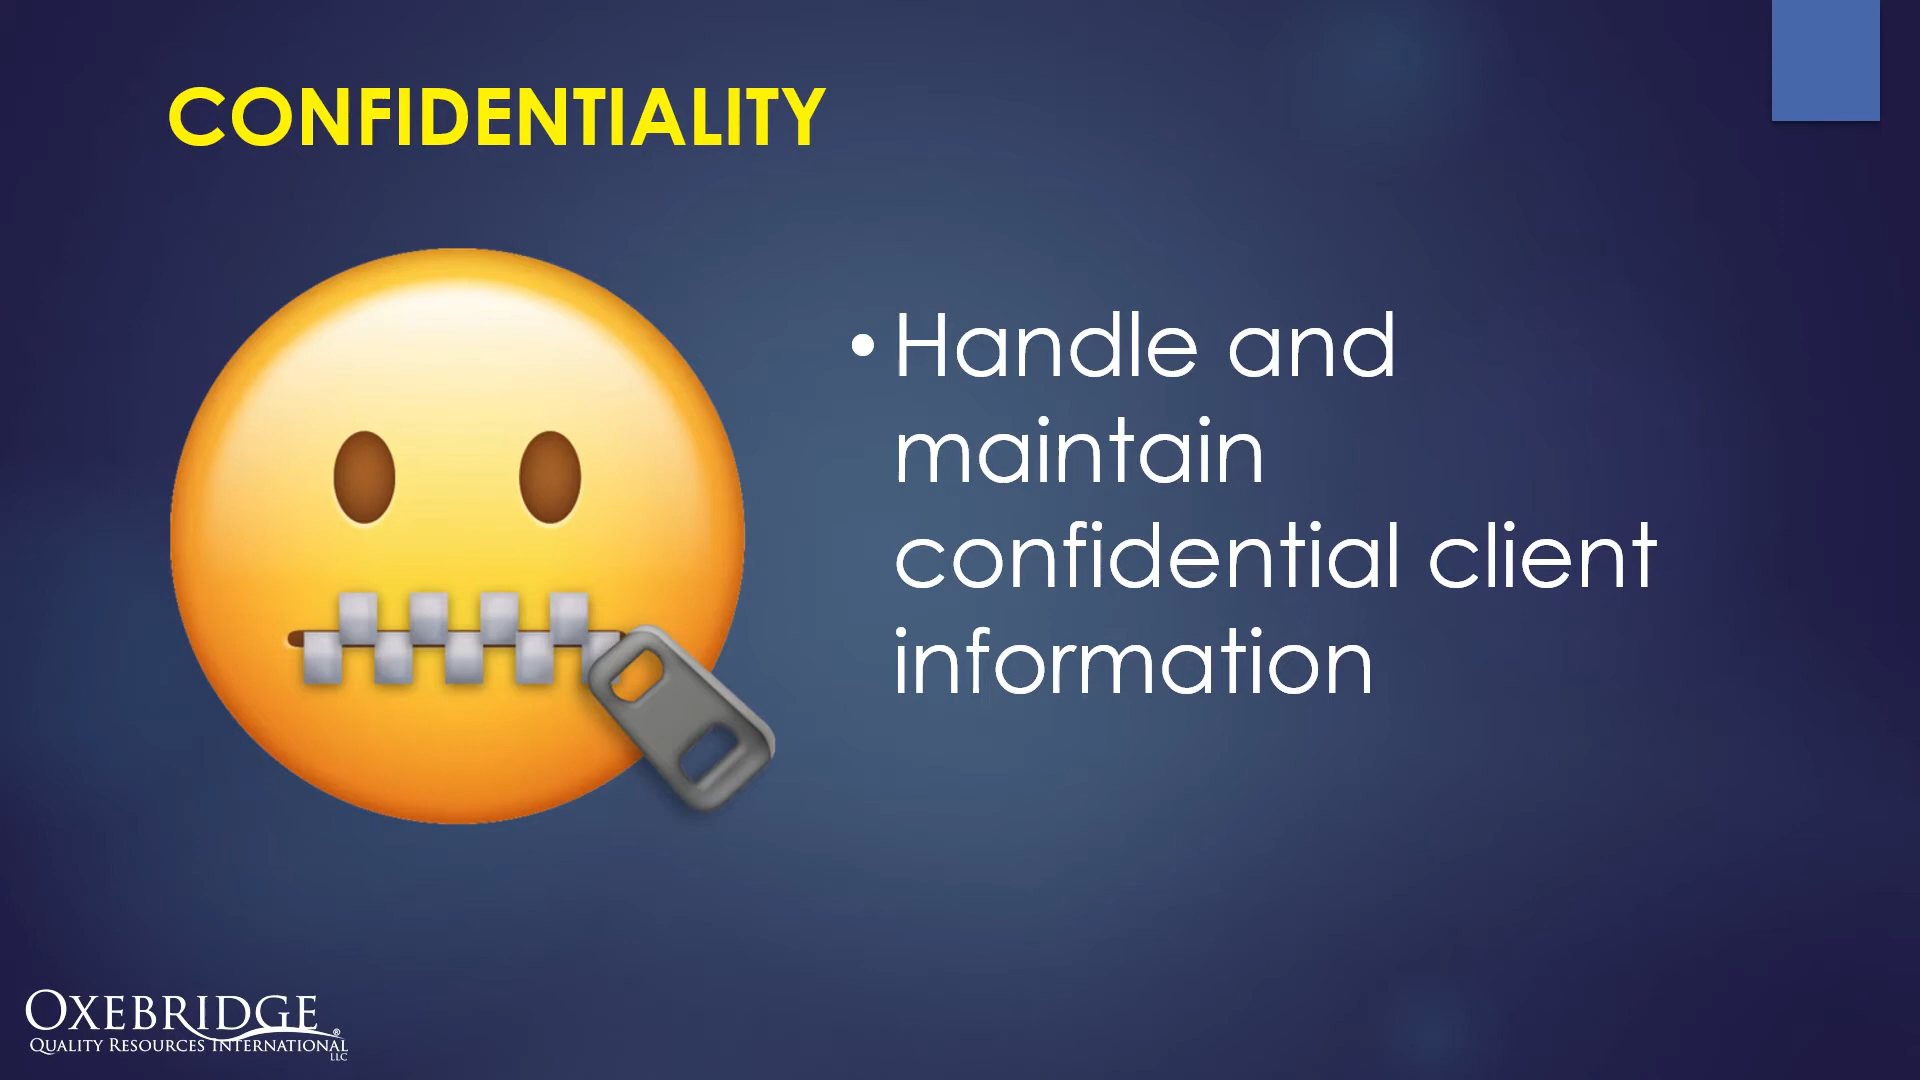 CONFIDENTIALITY
• Handle and
maintain
confidential client
information
OXEBRIDGE®
QUALITY RESOURCES INTERNATIONAL
LLC